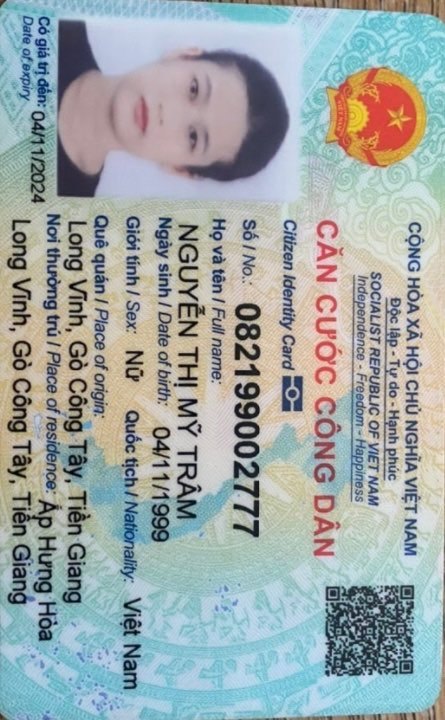 CỘNG HÒA XÃ HỘI CHỦ NGHĨA VIỆT NAM
Độc lập - Tự do - Hạnh phúc
SOCIALIST REPUBLIC OF VIET NAM
Independence - Freedom - Happiness
CĂN CƯỚC CÔNG DÂN
Citizen Identity Card
Số / No.: 082199002777
Họ và tên / Full name:
NGUYỄN THỊ MỸ TRÂM
Ngày sinh / Date of birth: 04/11/1999
Giới tính / Sex: Nữ Quốc tịch / Nationality: Việt Nam
Quê quán / Place of origin:
Long Vĩnh, Gò Công Tây, Tiền Giang
Nơi thường trú / Place of residence: Ấp Hưng Hòa
Long Vĩnh, Gò Công Tây, Tiền Giang
Có giá trị đến: 04/11/2024
Date of expiry
VIỆT NAM